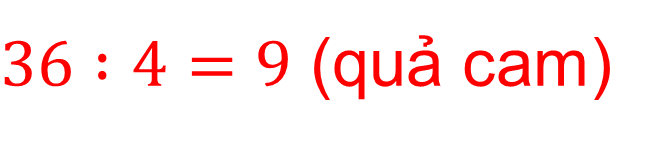 36 : 4 = 9 (quả cam)